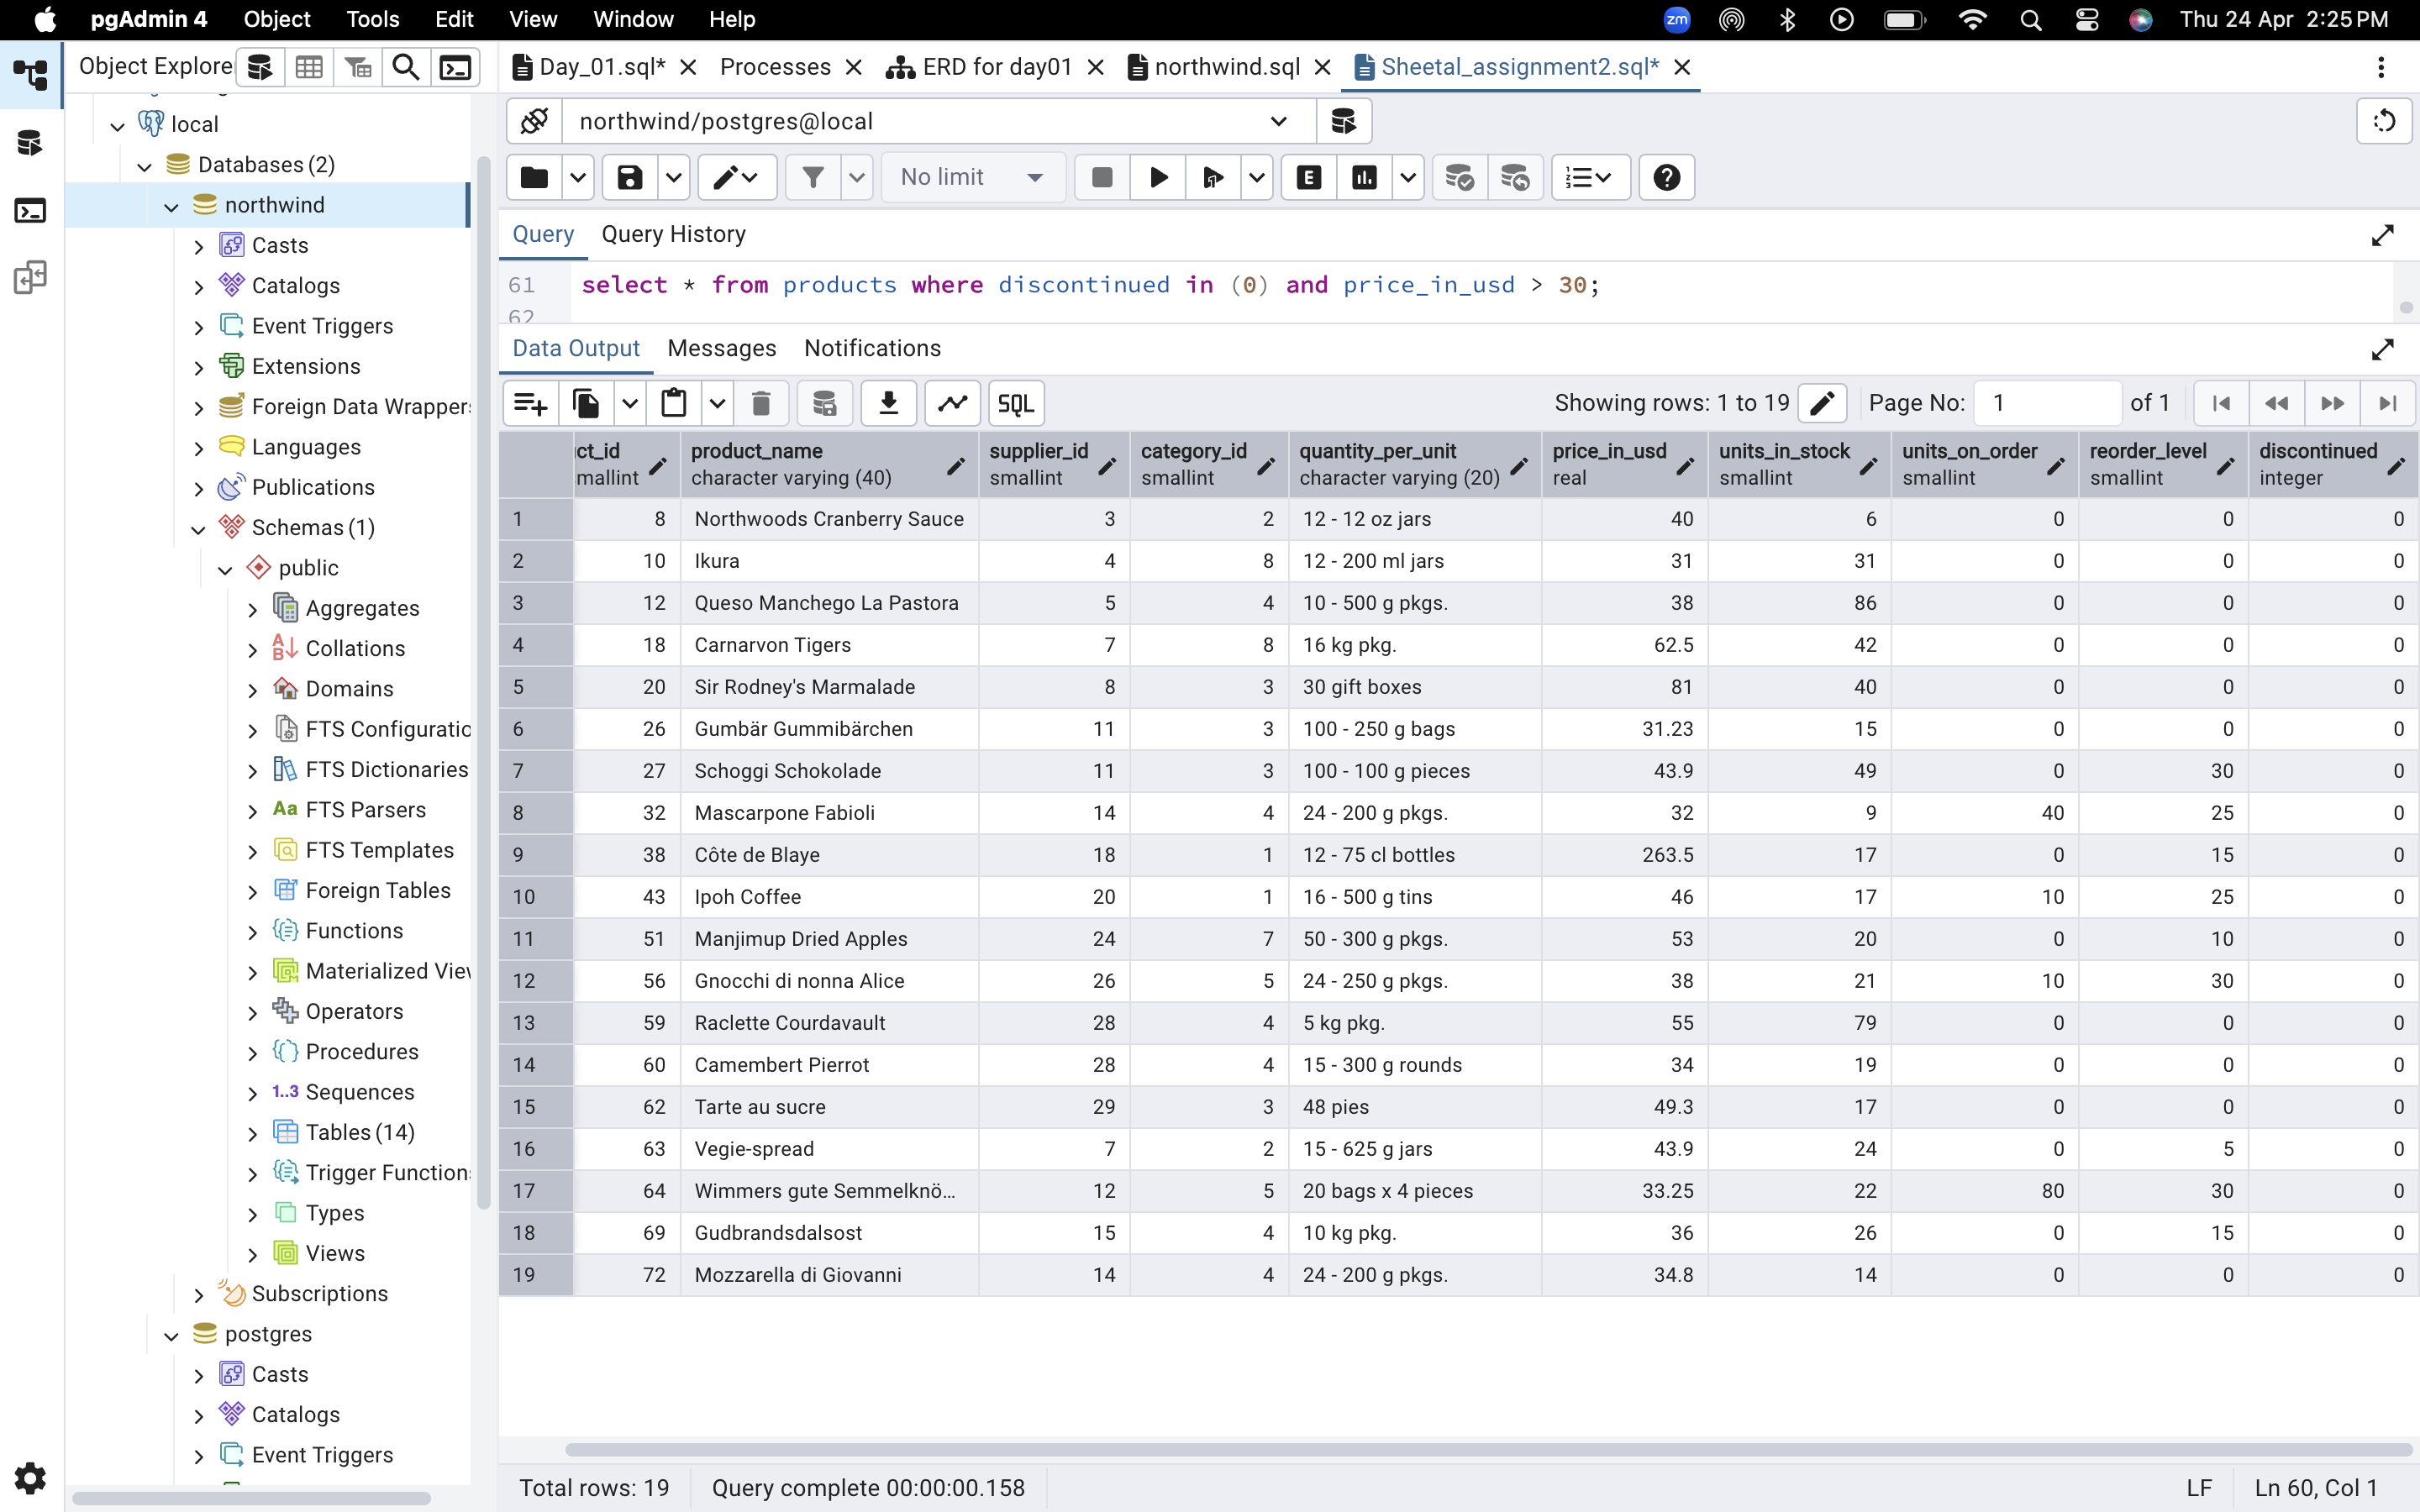 pgAdmin 4 Object Tools Edit View Window Help zm Thu 24 Apr 2:25 PM
Object Explore
Day_01.sql* Processes ERD for day01 northwind.sql Sheetal_assignment2.sql*
local
Databases (2)
northwind
Casts
Catalogs
Event Triggers
Extensions
Foreign Data Wrappers
Languages
Publications
Schemas (1)
public
Aggregates
Collations
Domains
FTS Configuratio
FTS Dictionaries
Aa FTS Parsers
FTS Templates
Foreign Tables
Functions
Materialized Viev
Operators
Procedures
1..3 Sequences
Tables (14)
Trigger Function
Types
Views
Subscriptions
postgres
Casts
Catalogs
Event Triggers
northwind/postgres@local
No limit E
Query Query History
61 select * from products where discontinued in (0) and price_in_usd > 30;
62
Data Output Messages Notifications
SQL Showing rows: 1 to 19 Page No: 1 of 1
ct_id product_name supplier_id category_id quantity_per_unit price_in_usd units_in_stock units_on_order reorder_level discontinued
mallint character varying (40) smallint smallint character varying (20) real smallint smallint smallint integer
1 8 Northwoods Cranberry Sauce 3 2 12 - 12 oz jars 40 6 0 0 0
2 10 Ikura 4 8 12 - 200 ml jars 31 31 0 0 0
3 12 Queso Manchego La Pastora 5 4 10 - 500 g pkgs. 38 86 0 0 0
4 18 Carnarvon Tigers 7 8 16 kg pkg. 62.5 42 0 0 0
5 20 Sir Rodney's Marmalade 8 3 30 gift boxes 81 40 0 0 0
6 26 Gumbär Gummibärchen 11 3 100 - 250 g bags 31.23 15 0 0 0
7 27 Schoggi Schokolade 11 3 100 - 100 g pieces 43.9 49 0 30 0
8 32 Mascarpone Fabioli 14 4 24 - 200 g pkgs. 32 9 40 25 0
9 38 Côte de Blaye 18 1 12 - 75 cl bottles 263.5 17 0 15 0
10 43 Ipoh Coffee 20 1 16 - 500 g tins 46 17 10 25 0
11 51 Manjimup Dried Apples 24 7 50 - 300 g pkgs. 53 20 0 10 0
12 56 Gnocchi di nonna Alice 26 5 24 - 250 g pkgs. 38 21 10 30 0
13 59 Raclette Courdavault 28 4 5 kg pkg. 55 79 0 0 0
14 60 Camembert Pierrot 28 4 15 - 300 g rounds 34 19 0 0 0
15 62 Tarte au sucre 29 3 48 pies 49.3 17 0 0 0
16 63 Vegie-spread 7 2 15 - 625 g jars 43.9 24 0 5 0
17 64 Wimmers gute Semmelknö... 12 5 20 bags x 4 pieces 33.25 22 80 30 0
18 69 Gudbrandsdalsost 15 4 10 kg pkg. 36 26 0 15 0
19 72 Mozzarella di Giovanni 14 4 24 - 200 g pkgs. 34.8 14 0 0 0
Total rows: 19 Query complete 00:00:00.158 LF Ln 60, Col 1